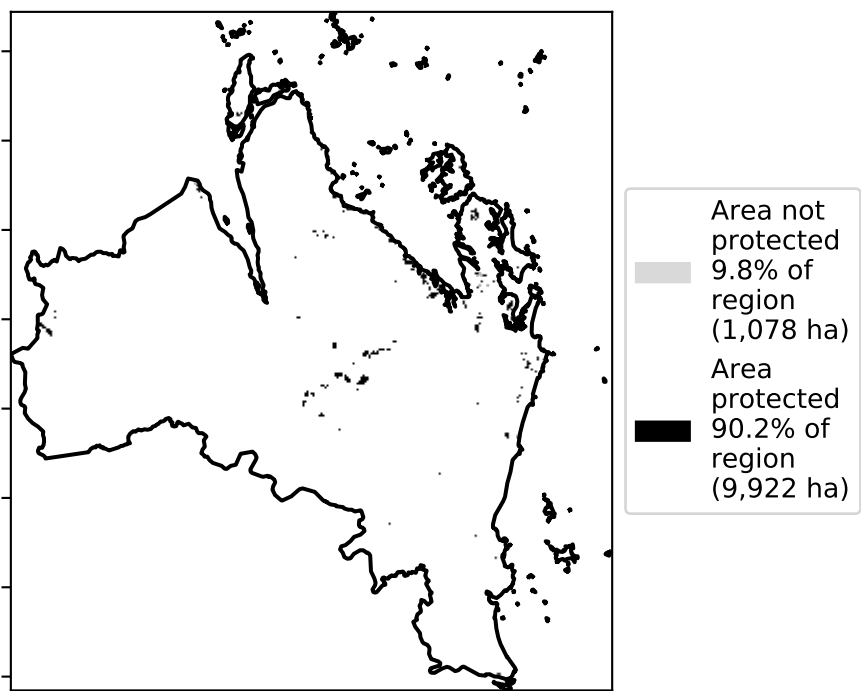 Area not
protected
9.8% of
region
(1,078 ha)
Area
protected
90.2% of
region
(9,922 ha)